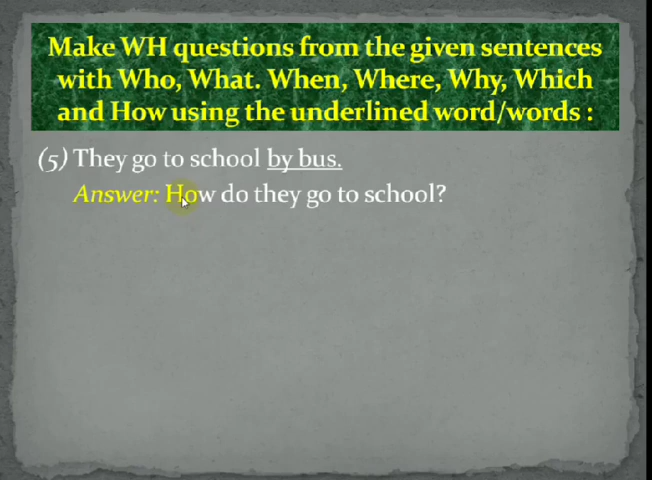 Make WH questions from the given sentences
with Who, What. When, Where, Why, Which
and How using the underlined word/words :
(5) They go to school by bus.
Answer: How do they go to school?